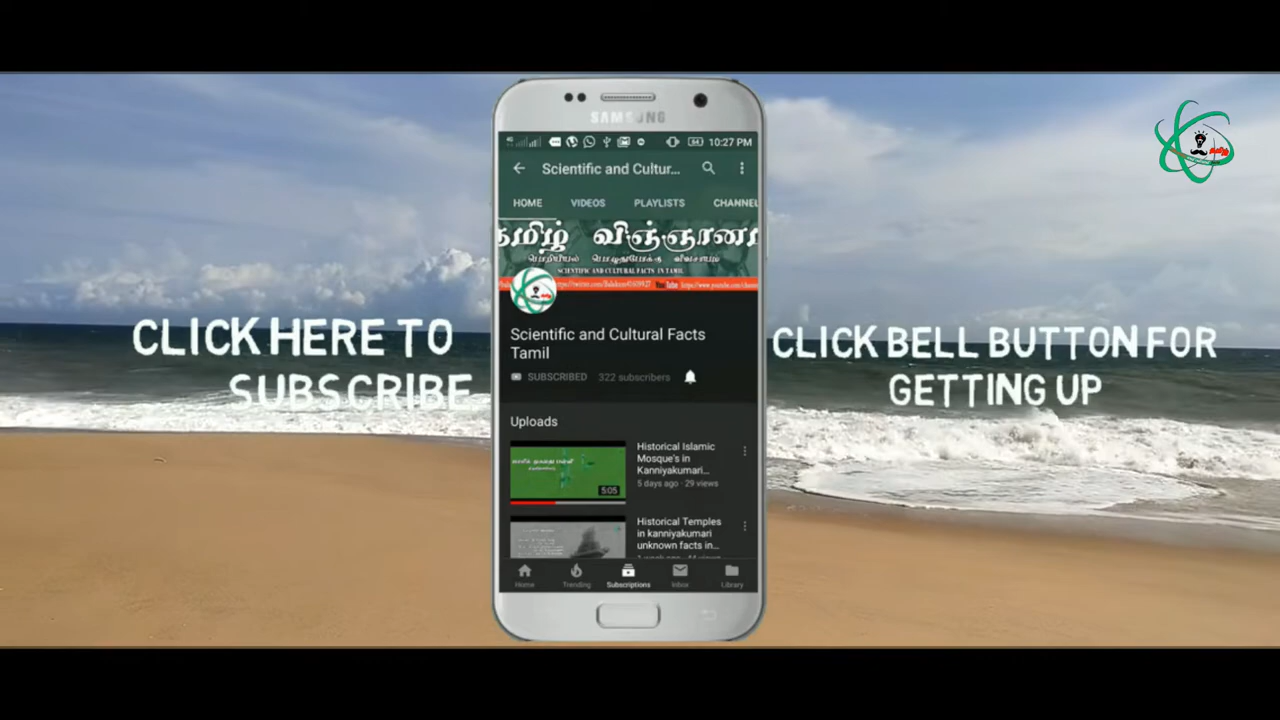 CLICK HERE TO
SUBSCRIBE
SAMSUNG
10:27 PM
Scientific and Cultur...
HOME VIDEOS PLAYLISTS CHANNEL
தமிழ் விஞ்ஞான
SCIENTIFIC AND CULTURAL FACTS IN TAMIL
Scientific and Cultural Facts
Tamil
SUBSCRIBED 322 subscribers
Uploads
Historical Islamic
Mosque's in
Kanniyakumari...
5 days ago · 29 views
5:05
Historical Temples
in kanniyakumari
unknown facts in...
Home Trending Subscriptions Inbox Library
CLICK BELL BUTTON FOR
GETTING UP